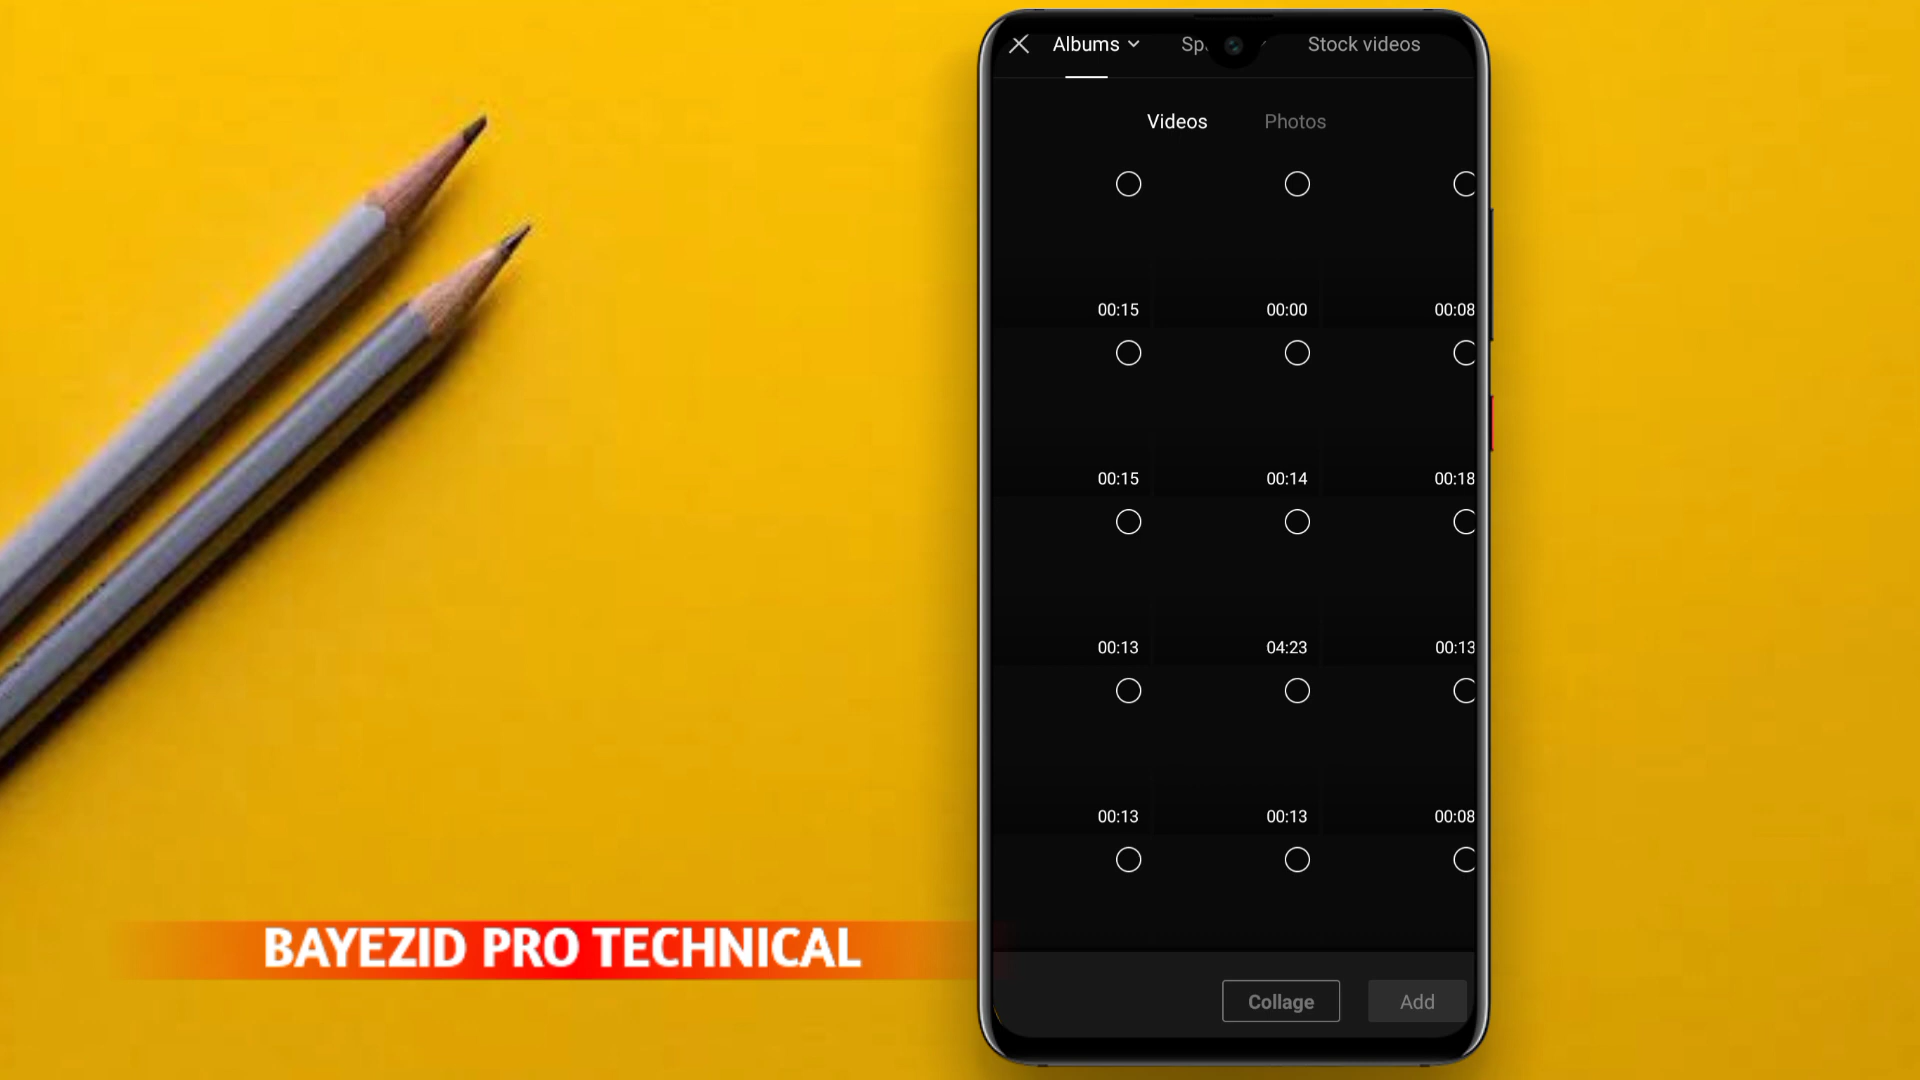 Albums
Stock videos
Videos Photos
00:15 00:00 00:08
00:15 00:14 00:18
00:13 04:23 00:13
00:13 00:13 00:08
BAYEZID PRO TECHNICAL
Collage Add